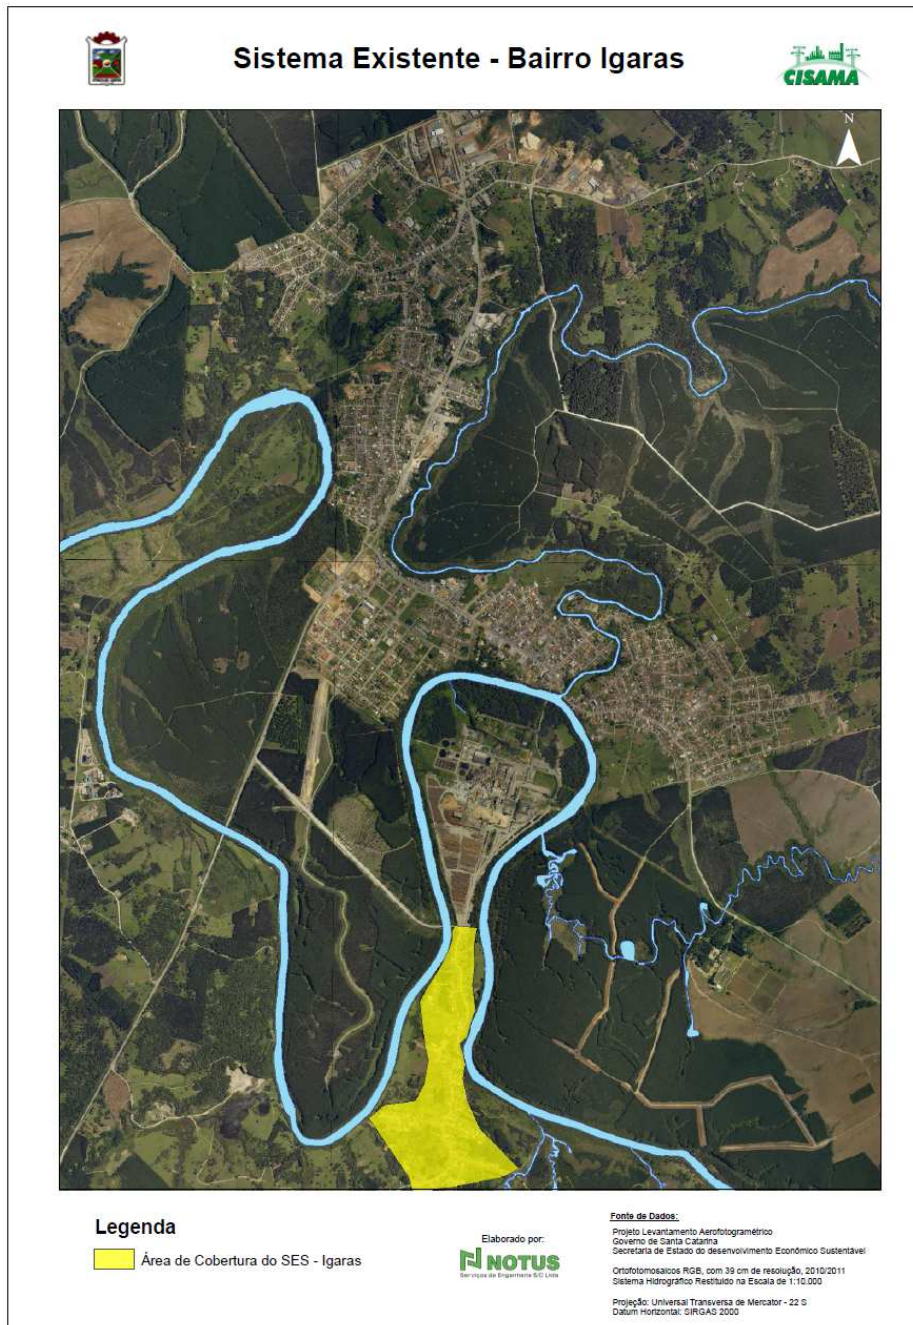 Sistema Existente - Bairro Igaras
CISAMA
N
Legenda
Área de Cobertura do SES - Igaras
Elaborado por:
NOTUS
Serviços de Engenharia S/C Ltda
Fonte de Dados:
Projeto Levantamento Aerofotogramétrico
Governo de Santa Catarina
Secretaria de Estado do desenvolvimento Econômico Sustentável
Ortofotomosaicos RGB, com 39 cm de resolução, 2010/2011
Sistema Hidrográfico Restituído na Escala de 1:10.000
Projeção: Universal Transversa de Mercator - 22 S
Datum Horizontal: SIRGAS 2000